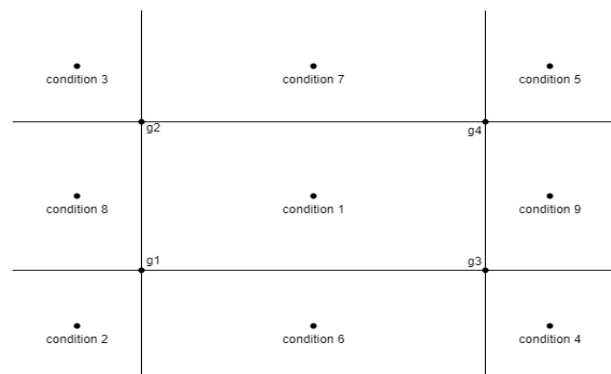 condition 3
condition 7
condition 5
g2
g4
condition 8
condition 1
condition 9
g1
g3
condition 2
condition 6
condition 4